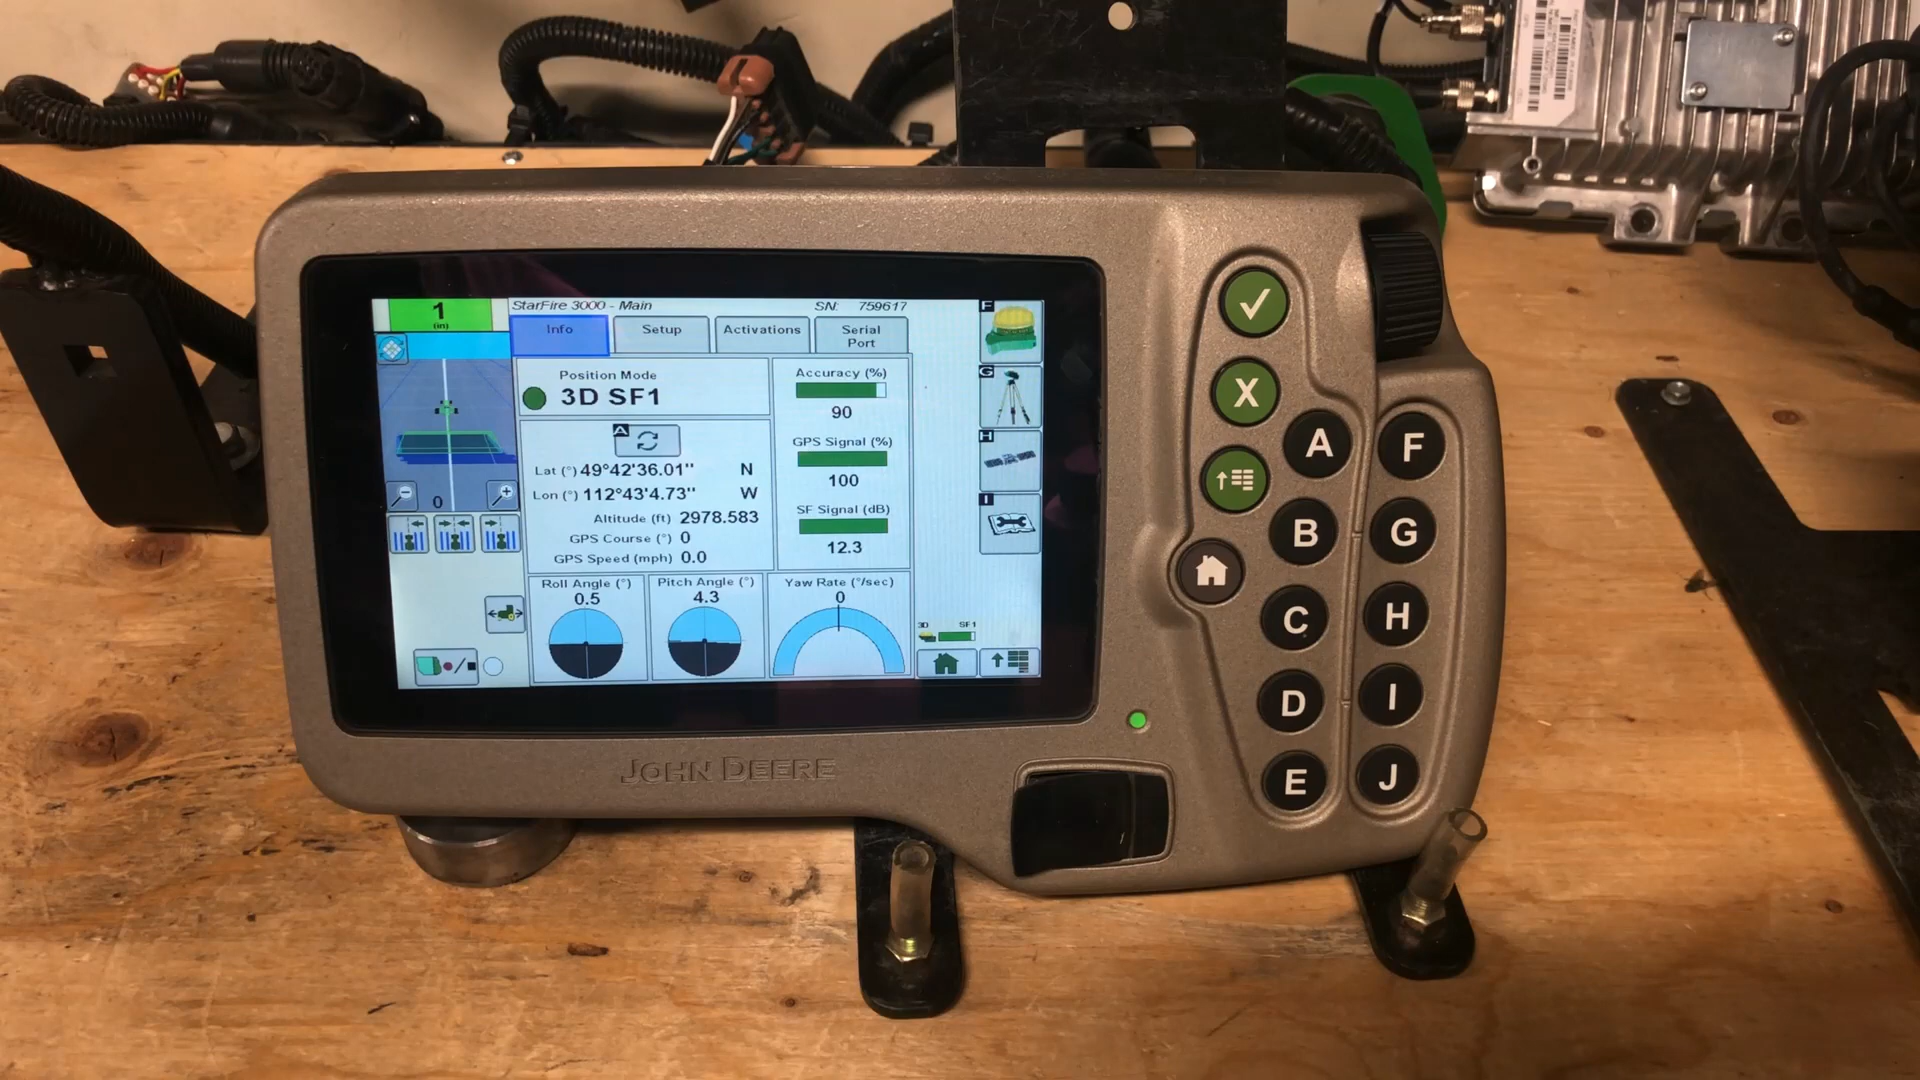 1
(in)
StarFire 3000 - Main
SN: 759617
Info
Setup
Activations
Serial
Port
Position Mode
3D SF1
A
Lat (°) 49°42'36.01'' N
Lon (°) 112°43'4.73'' W
Altitude (ft) 2978.583
GPS Course (°) 0
GPS Speed (mph) 0.0
Accuracy (%)
90
GPS Signal (%)
100
SF Signal (dB)
12.3
Roll Angle (°)
0.5
Pitch Angle (°)
4.3
Yaw Rate (°/sec)
0
0
F
G
H
I
3D SF1
JOHN DEERE
X
A
B
C
D
E
F
G
H
I
J